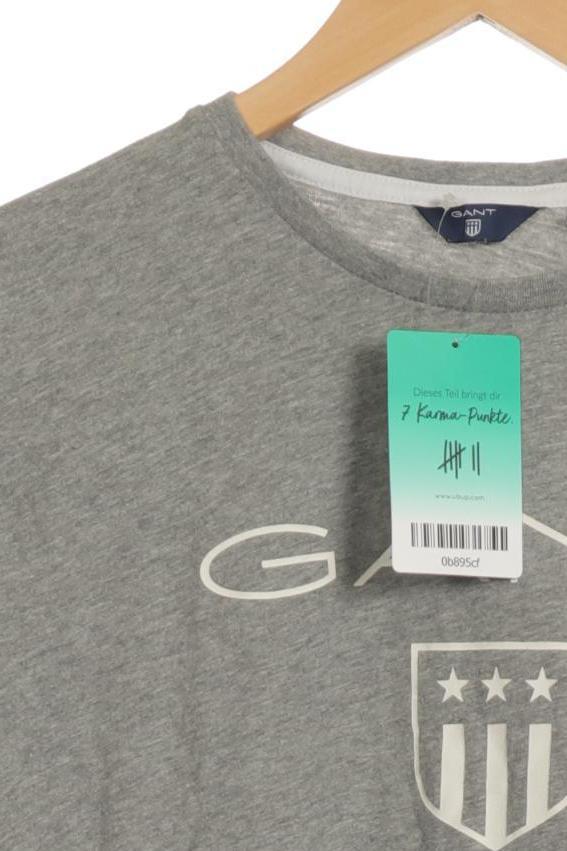 GANT
Dieses Teil bringt dir
7 Karma-Punkte.
www.ubup.com
0b895cf
GA